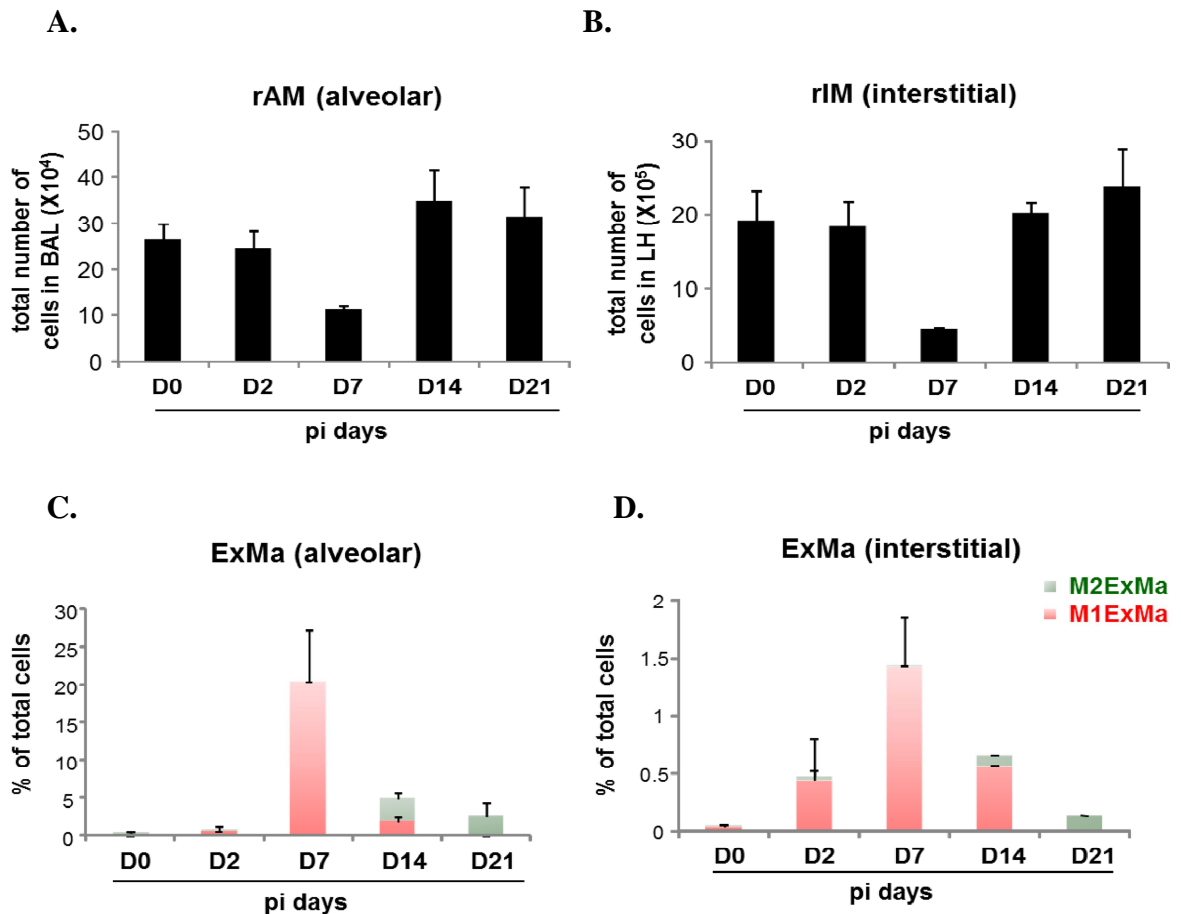 A.
rAM (alveolar)
total number of
cells in BAL (X10⁴)
50
40
30
20
10
0
D0 D2 D7 D14 D21
pi days
B.
rIM (interstitial)
total number of
cells in LH (X10⁵)
30
20
10
0
D0 D2 D7 D14 D21
pi days
C.
ExMa (alveolar)
% of total cells
30
25
20
15
10
5
0
D0 D2 D7 D14 D21
pi days
D.
ExMa (interstitial)
M2ExMa
M1ExMa
% of total cells
2
1.5
1
0.5
0
D0 D2 D7 D14 D21
pi days